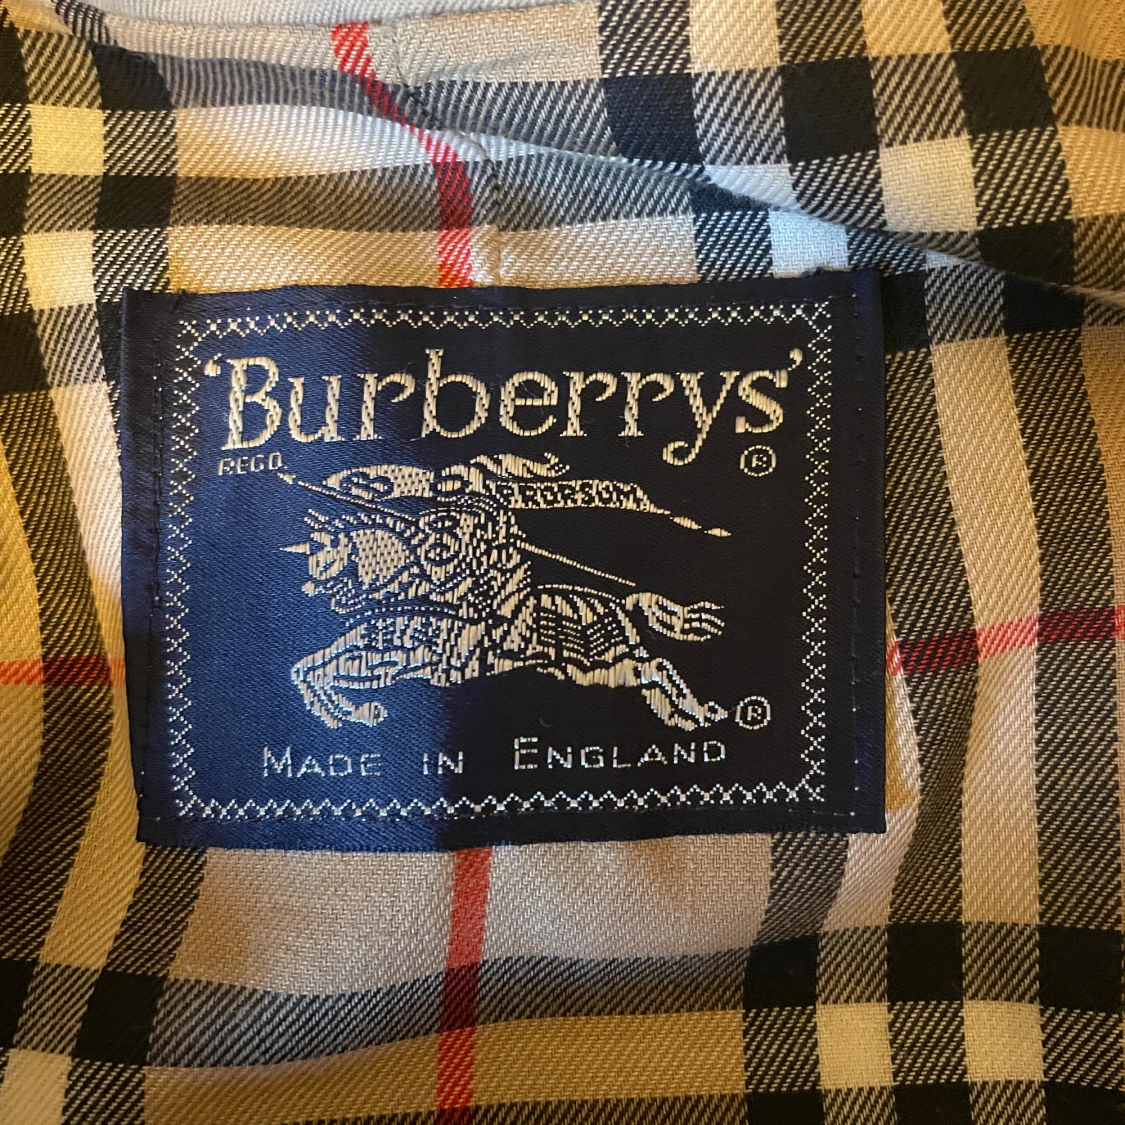 'Burberrys'
REGD. ®
PRORSUM
®
MADE IN ENGLAND